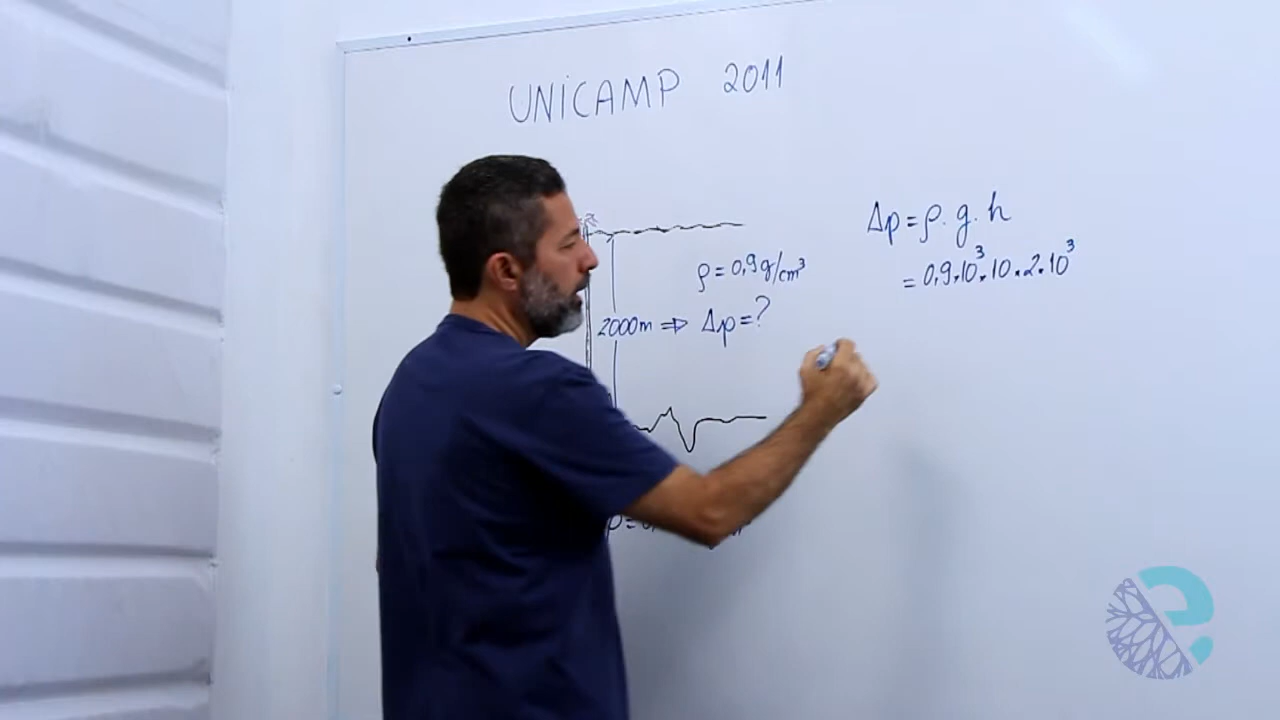 UNICAMP 2011
ρ = 0,9 g/cm³
2000m ⇒ Δp = ?
Δp = ρ. g. h
= 0,9.10³.10.2.10³